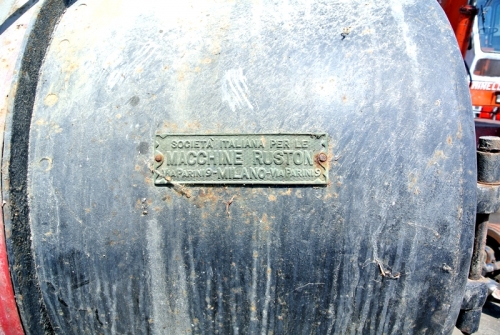 SOCIETÀ ITALIANA PER LE
MACCHINE RUSTON
VIA PARINI 9-MILANO-VIA PARINI 9